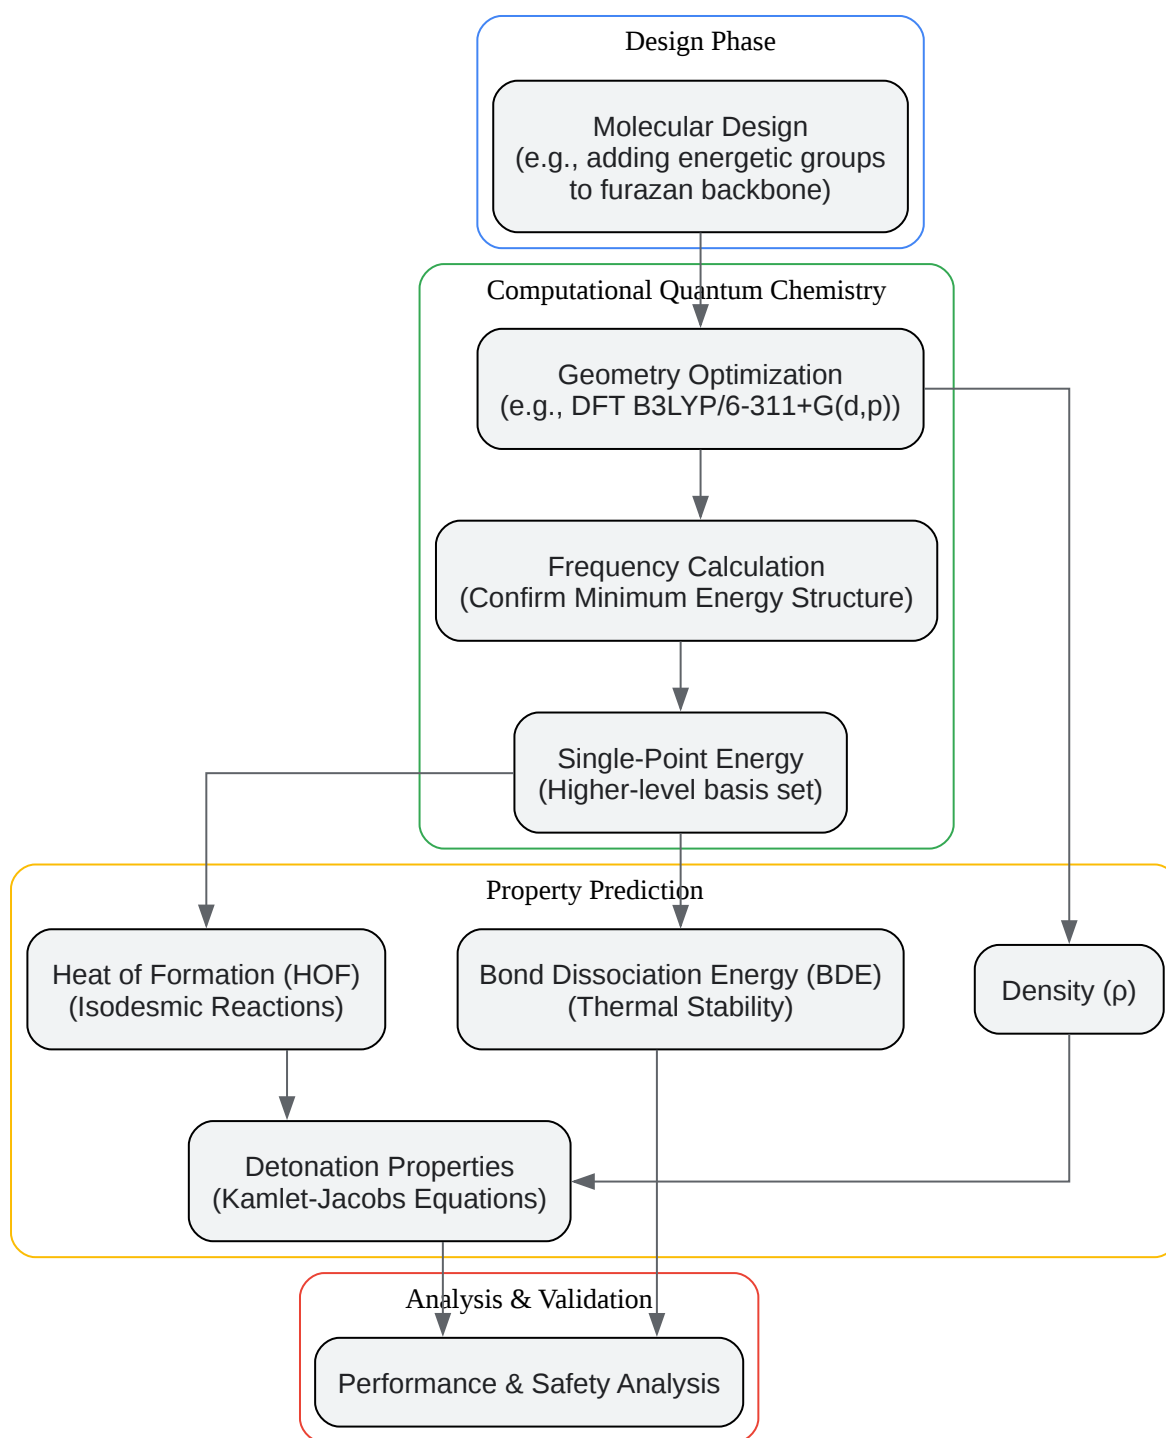 Design Phase
Molecular Design
(e.g., adding energetic groups
to furazan backbone)
Computational Quantum Chemistry
Geometry Optimization
(e.g., DFT B3LYP/6-311+G(d,p))
Frequency Calculation
(Confirm Minimum Energy Structure)
Single-Point Energy
(Higher-level basis set)
Property Prediction
Heat of Formation (HOF)
(Isodesmic Reactions)
Bond Dissociation Energy (BDE)
(Thermal Stability)
Density (ρ)
Detonation Properties
(Kamlet-Jacobs Equations)
Analysis & Validation
Performance & Safety Analysis